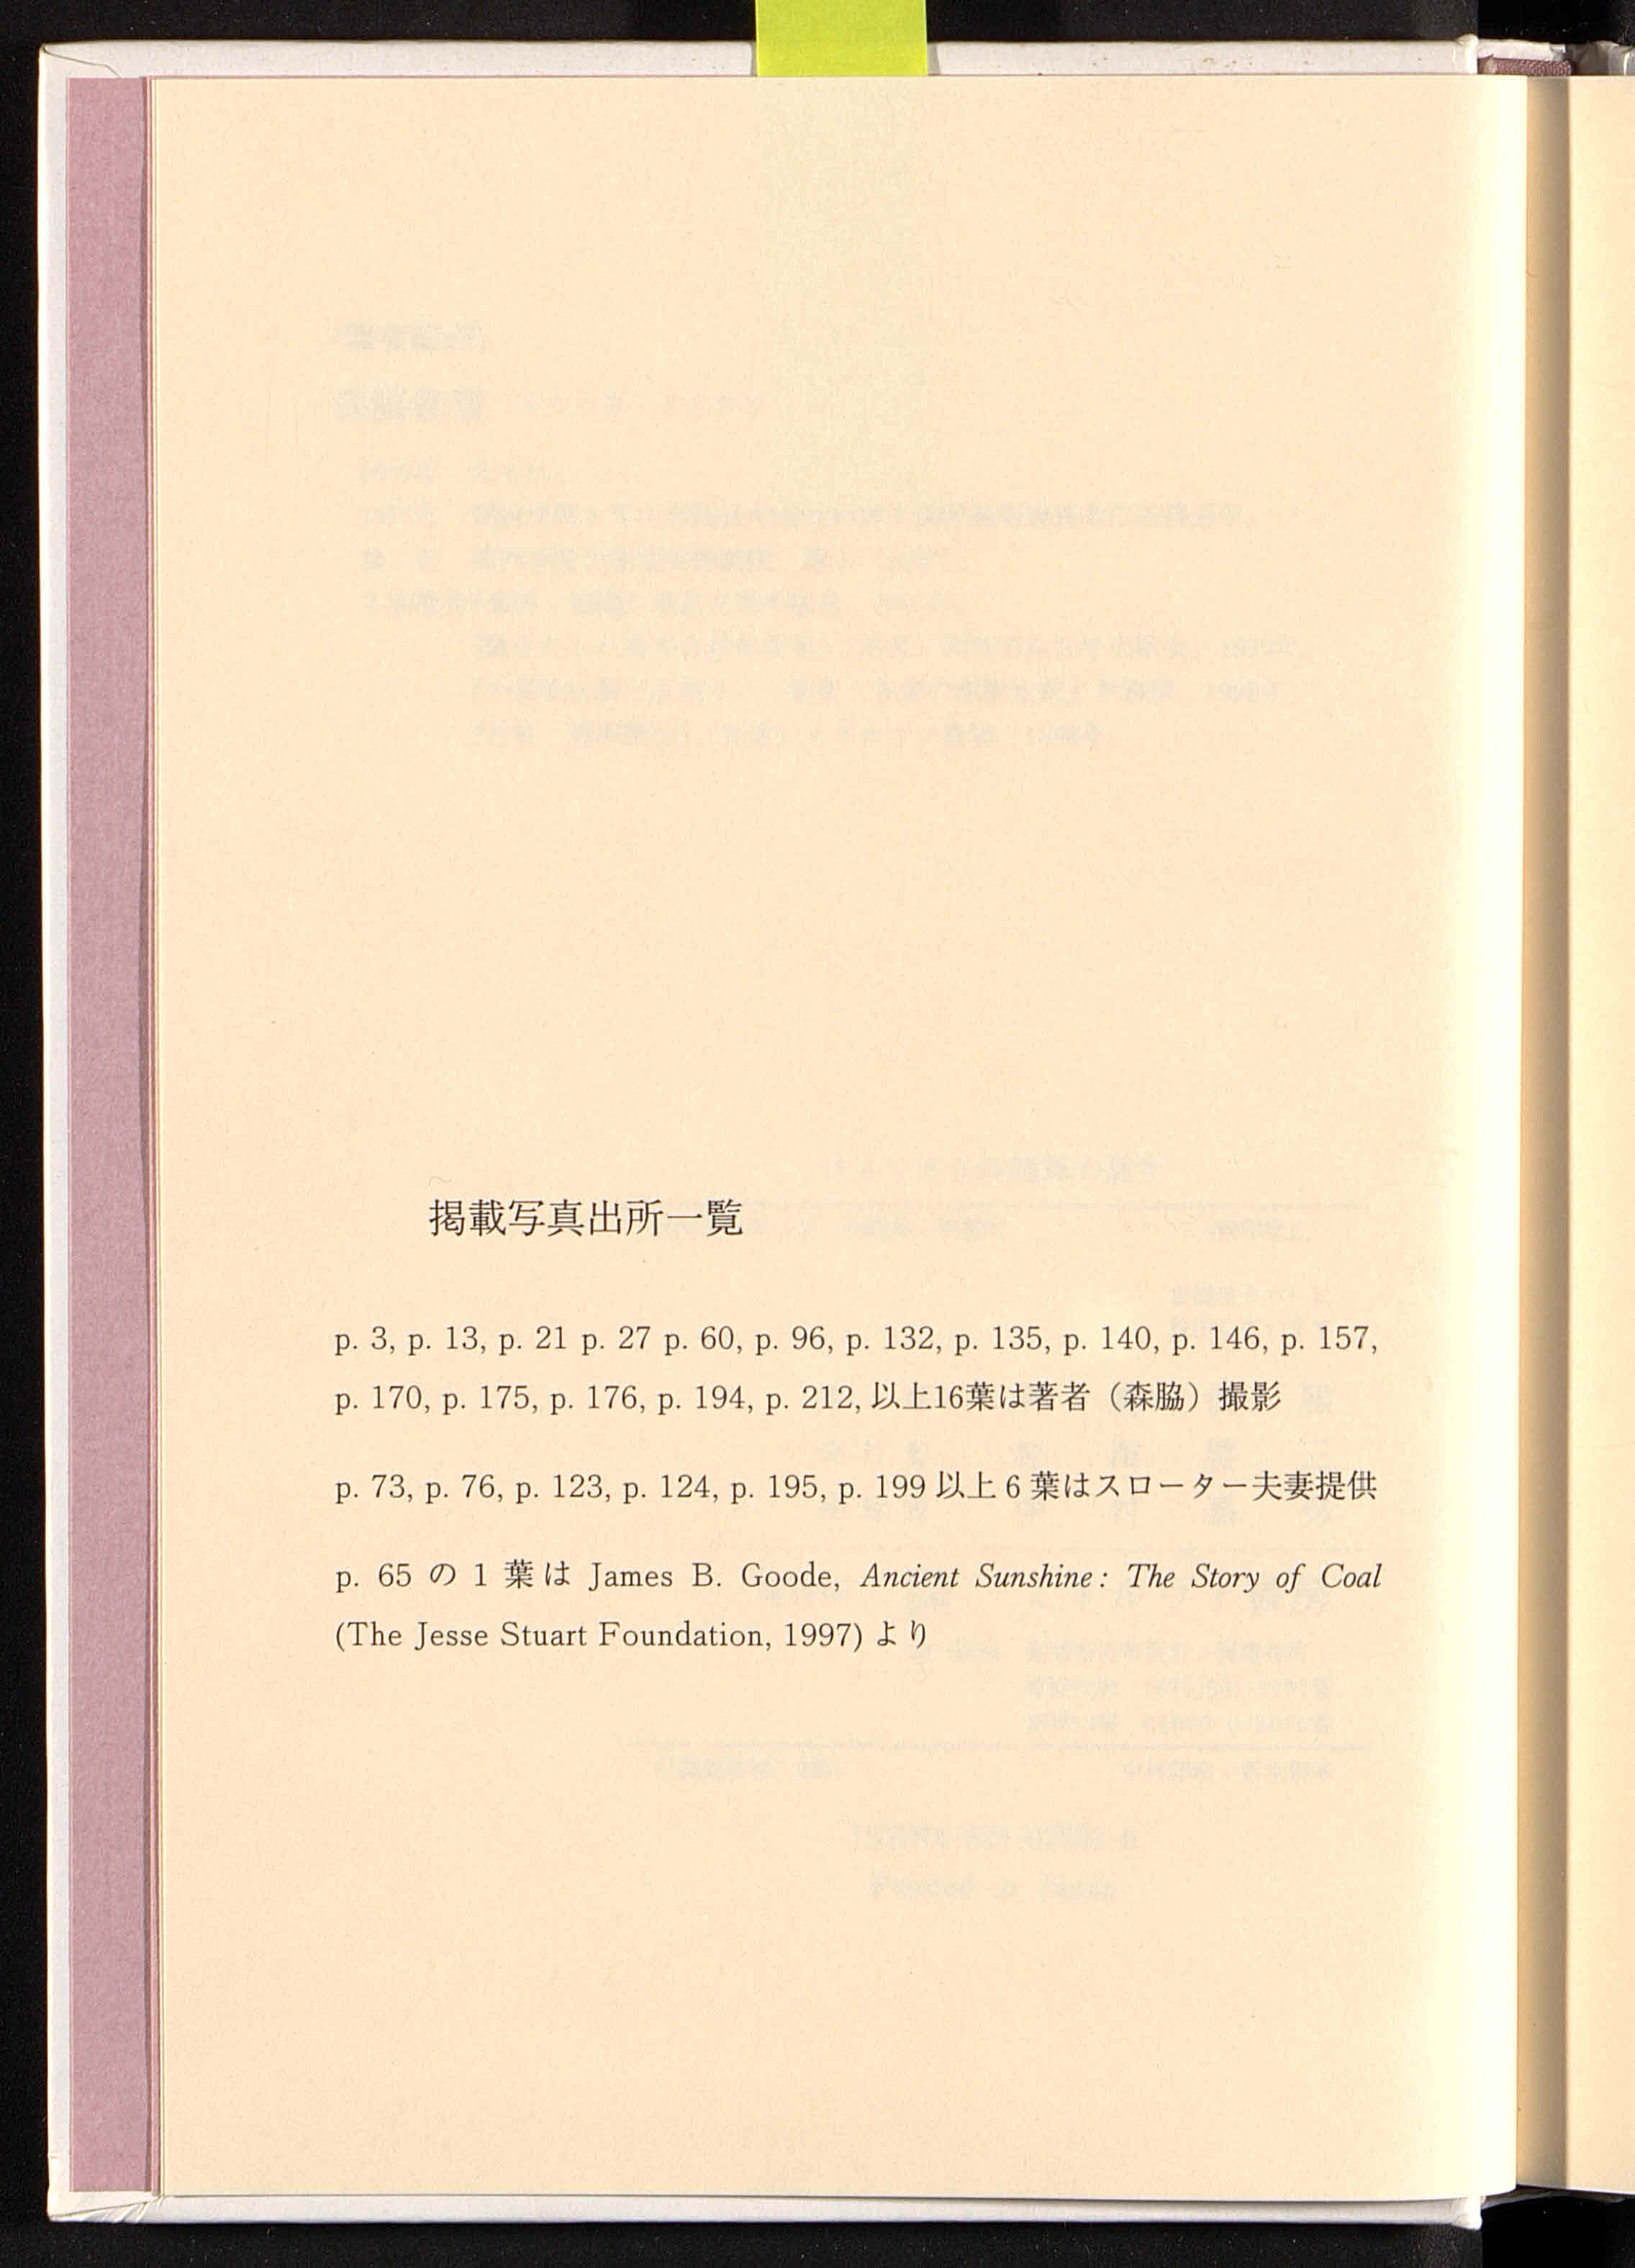 掲載写真出所一覧
p. 3, p. 13, p. 21 p. 27 p. 60, p. 96, p. 132, p. 135, p. 140, p. 146, p. 157,
p. 170, p. 175, p. 176, p. 194, p. 212, 以上16葉は著者（森脇）撮影
p. 73, p. 76, p. 123, p. 124, p. 195, p. 199 以上6葉はスローター夫妻提供
p. 65 の 1 葉は James B. Goode, Ancient Sunshine: The Story of Coal
(The Jesse Stuart Foundation, 1997) より